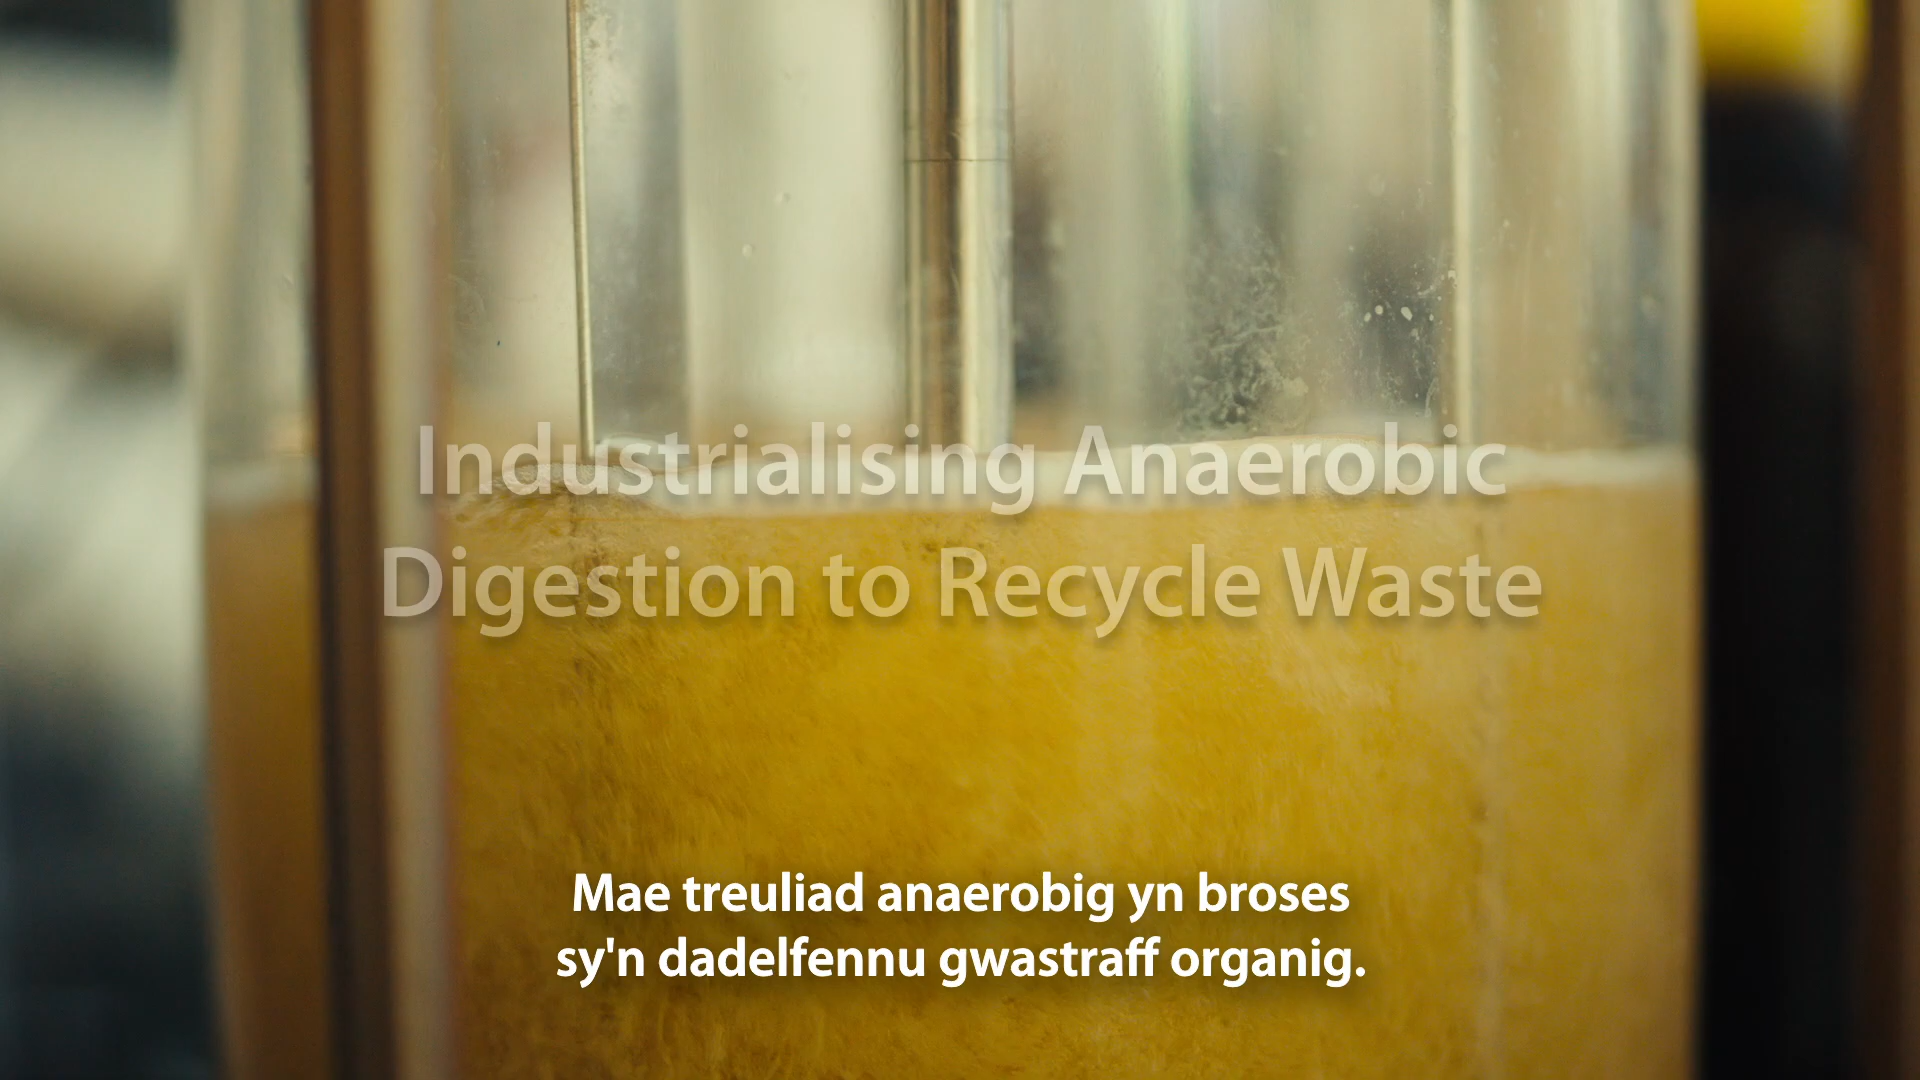 Industrialising Anaerobic
Digestion to Recycle Waste
Mae treuliad anaerobig yn broses
sy'n dadelfennu gwastraff organig.